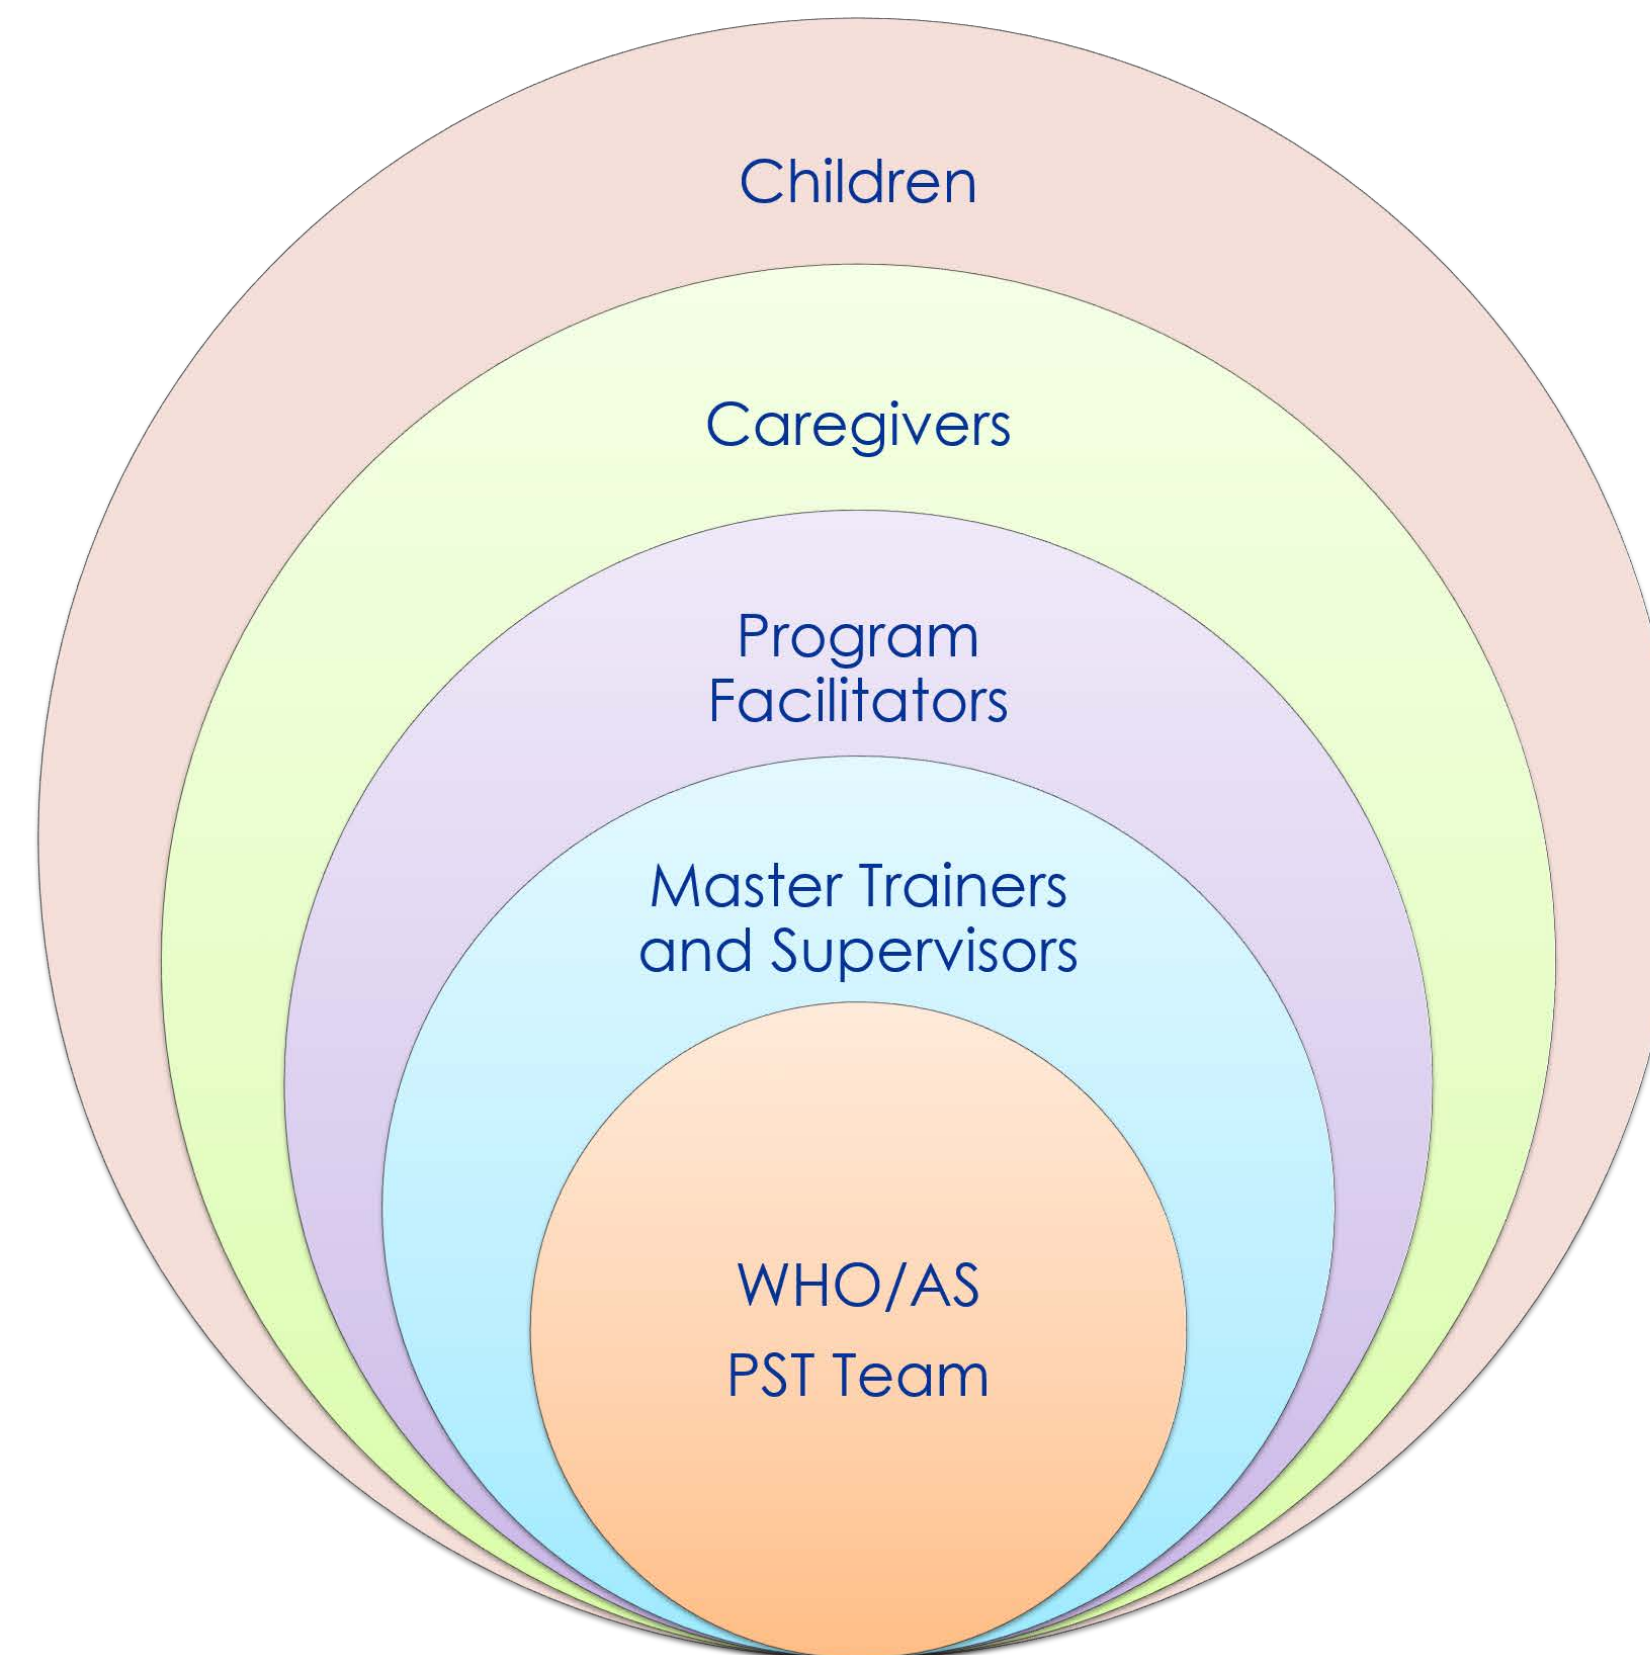 Children
Caregivers
Program
Facilitators
Master Trainers
and Supervisors
WHO/AS
PST Team